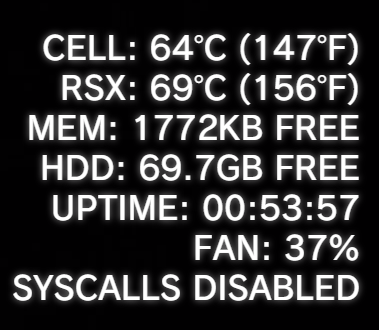 CELL: 64°C (147°F)
RSX: 69°C (156°F)
MEM: 1772KB FREE
HDD: 69.7GB FREE
UPTIME: 00:53:57
FAN: 37%
SYSCALLS DISABLED